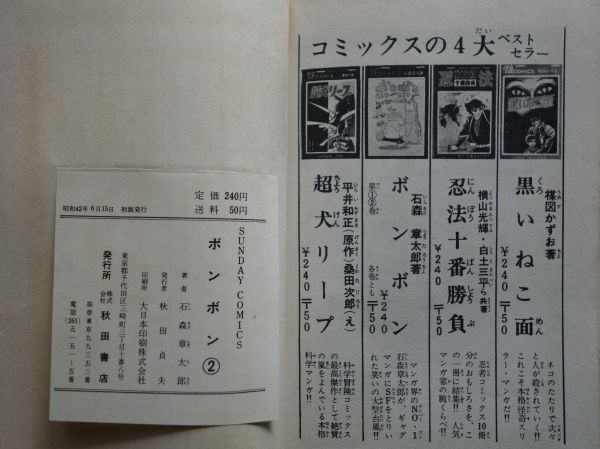 コミックスの4大ベストセラー
黒いねこ面
楳図かずお著
¥240 〒50
ネコのたたりで次々
と人が殺されていく!!
これこそ本格怪奇スリ
ラー・マンガだ!!
忍法十番勝負
横山光輝・白土三平ら共著
¥240 〒50
忍者コミックス10冊
分のおもしろさを、こ
の一冊に結集!! 人気
マンガ家の腕くらべ!!
ボンボン
石森章太郎著
第①②巻
各巻とも
¥240 〒50
マンガ界のNO・1
石森章太郎が、ギャグ
マンガにSFをとりい
れた笑いの大型台風!!
超犬リープ
平井和正(原作)桑田次郎(え)
¥240 〒50
科学冒険コミックス
の最高傑作として絶賛
の嵐をよんでいる本格
科学マンガ!!
定価 240円
送料 50円
昭和42年6月15日 初版発行
SUNDAY COMICS
ボンボン②
著者 石森章太郎
発行者 秋田貞夫
印刷所 大日本印刷株式会社
東京都千代田区三崎町三丁目十番八号
発行所 株式会社 秋田書店
振替東京九九三五三番
電話(261)五一五一~五番